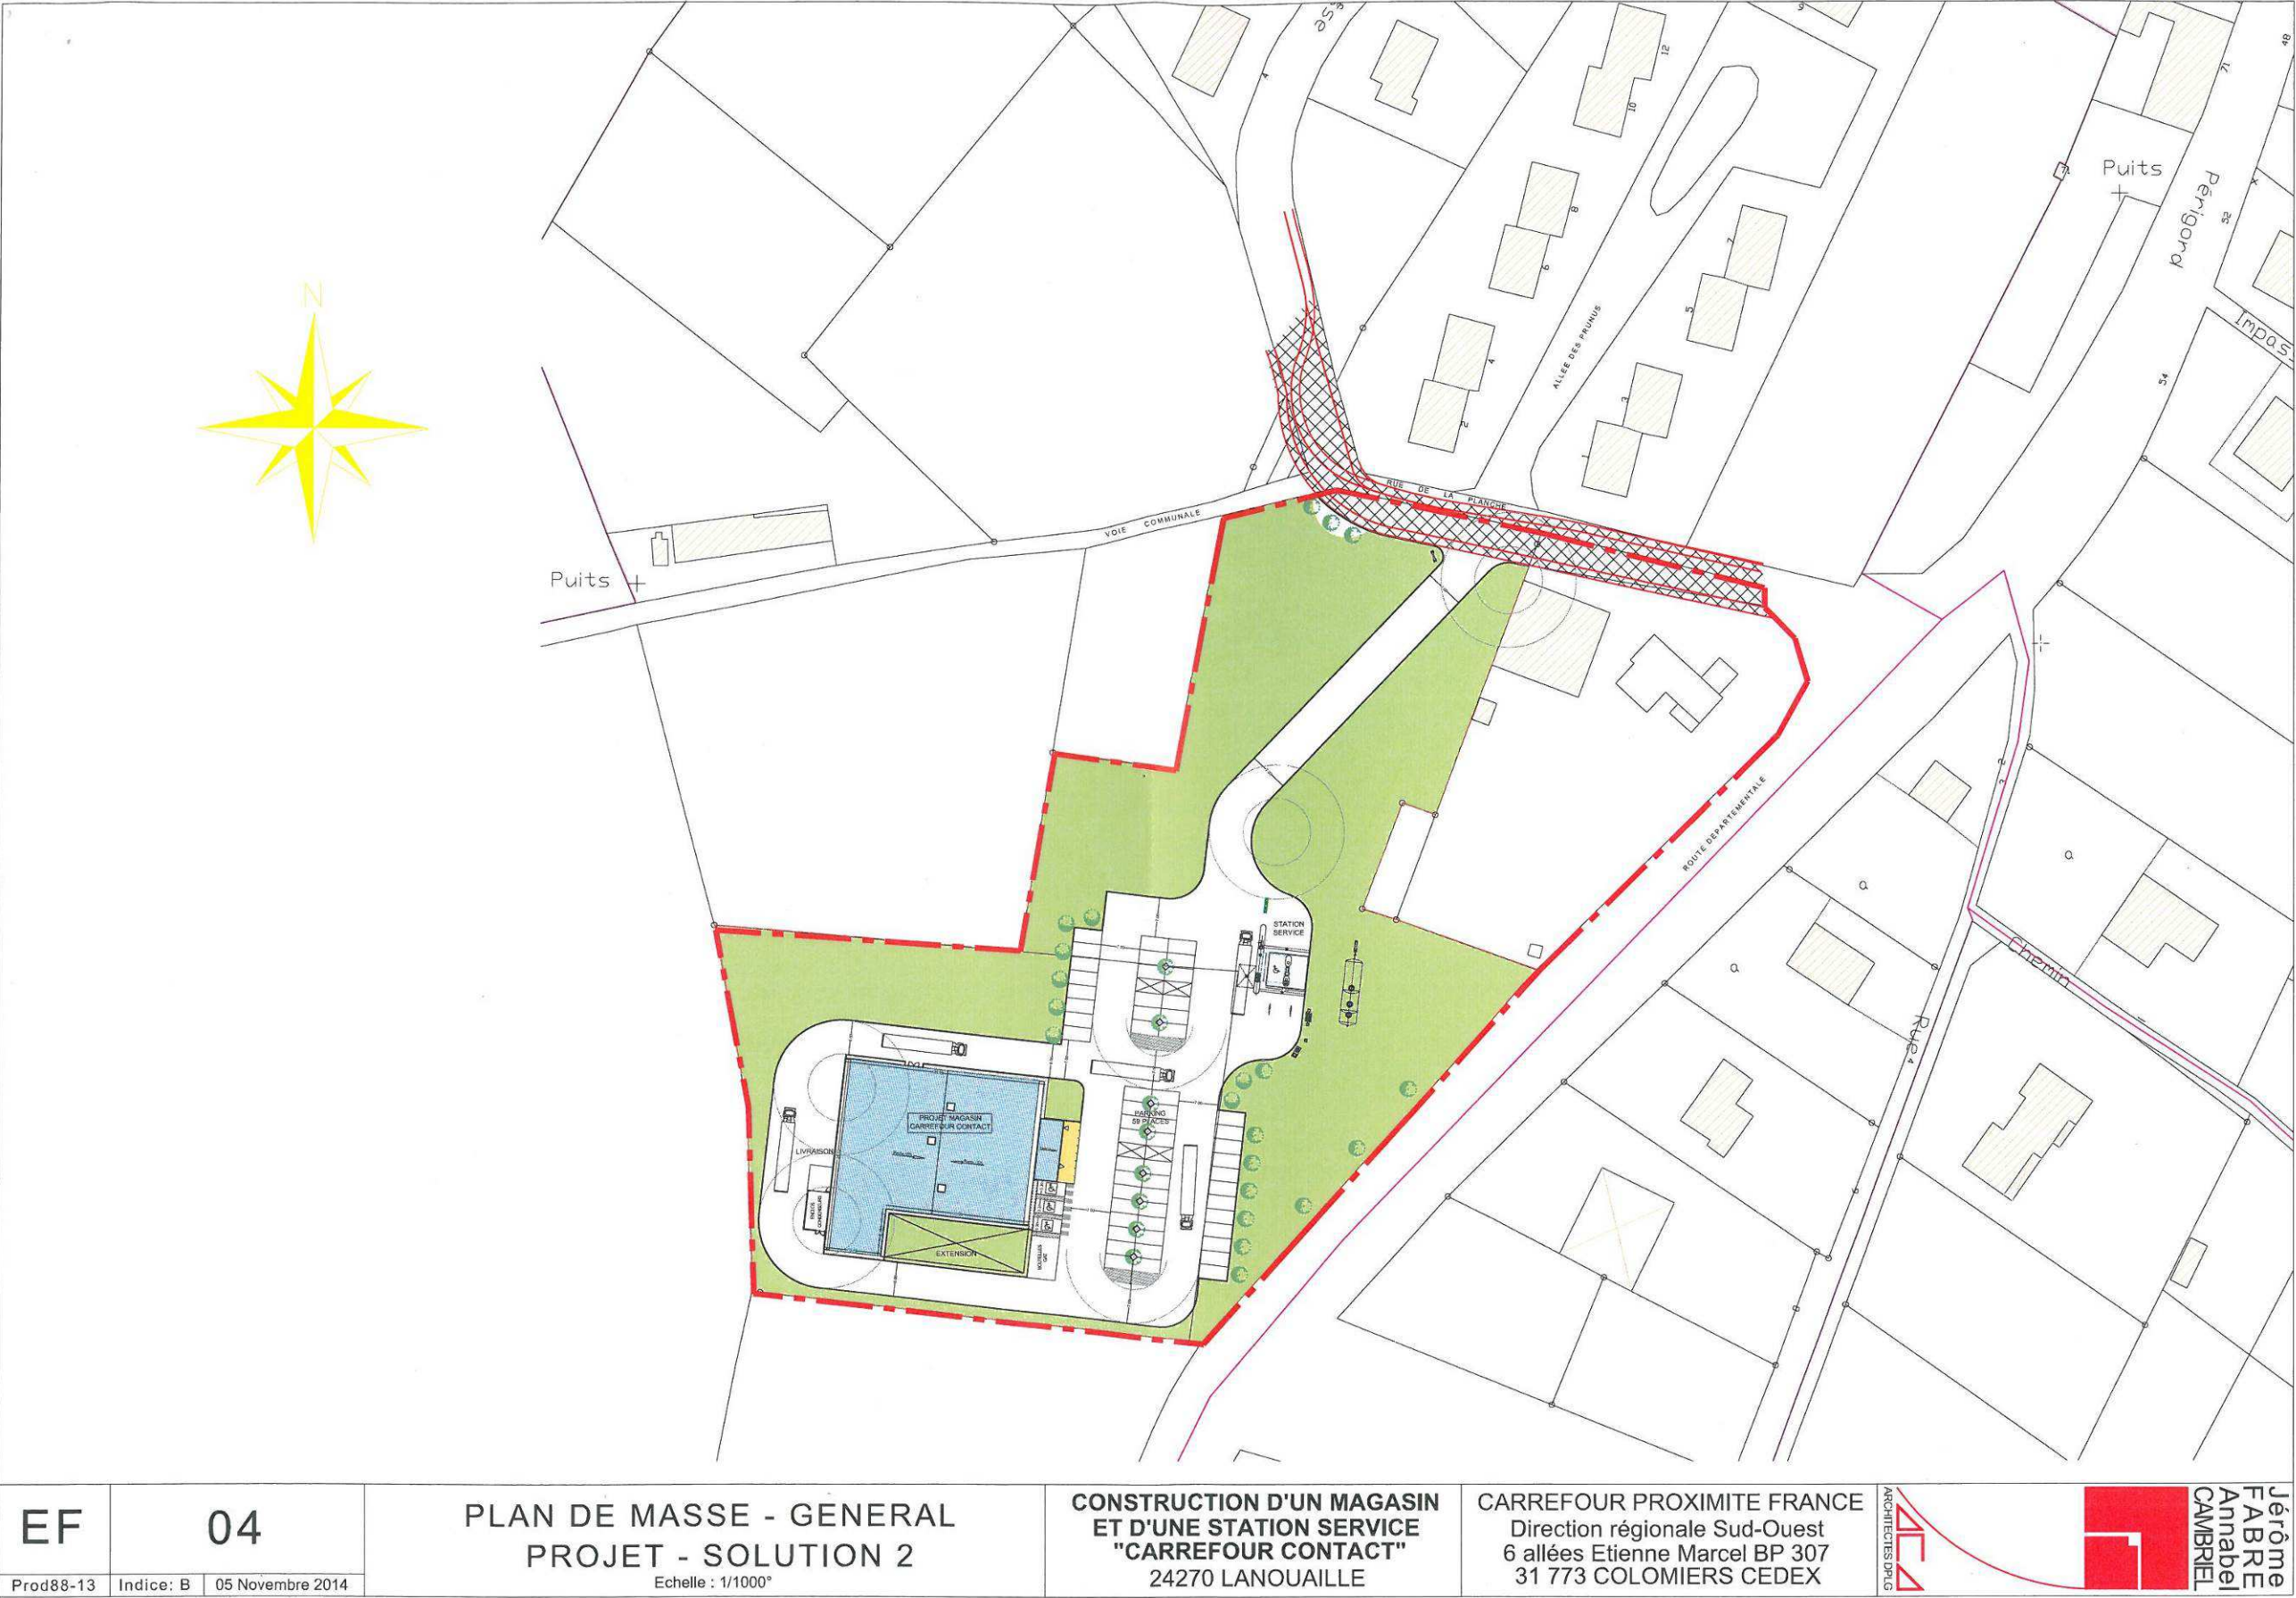 N
Puits
Périgord
Impas
ALLEE DES PRUNUS
RUE DE LA PLANCHE
VOIE COMMUNALE
Puits
ROUTE DEPARTEMENTALE
Chemin
Rue
STATION
SERVICE
PROJET MAGASIN
CARREFOUR CONTACT
PARKING
59 PLACES
LIVRAISON
EXTENSION
EF
04
Prod88-13
Indice: B
05 Novembre 2014
PLAN DE MASSE - GENERAL
PROJET - SOLUTION 2
Echelle : 1/1000°
CONSTRUCTION D'UN MAGASIN
ET D'UNE STATION SERVICE
"CARREFOUR CONTACT"
24270 LANOUAILLE
CARREFOUR PROXIMITE FRANCE
Direction régionale Sud-Ouest
6 allées Etienne Marcel BP 307
31 773 COLOMIERS CEDEX
ARCHITECTES DPLG
Jérôme
FABRE
Annabel
CAMBRIEL